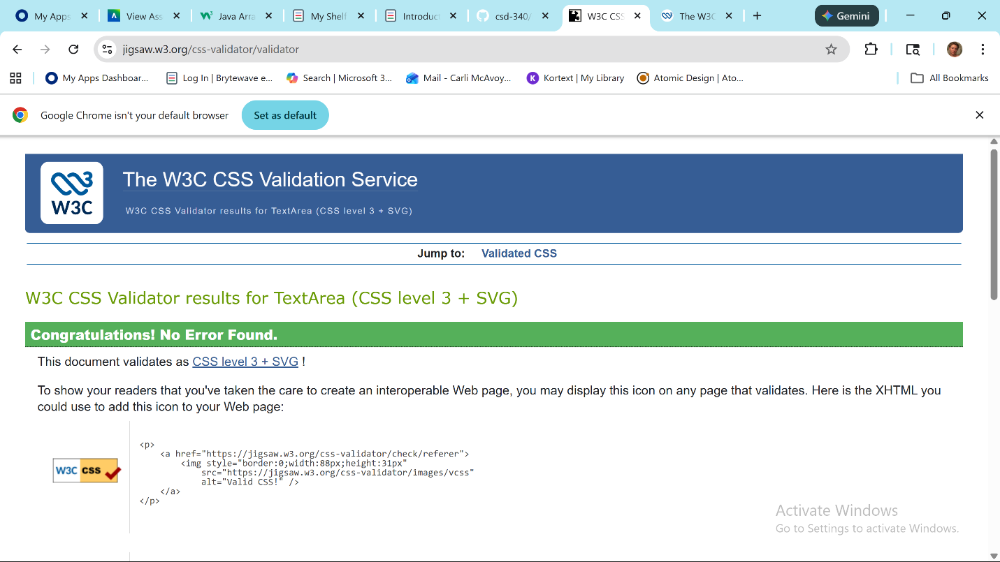 My Apps
View Ass
Java Arra
My Shelf
Introduc
csd-340/
W3C CSS
The W3C
Gemini
jigsaw.w3.org/css-validator/validator
My Apps Dashboar...
Log In | Brytewave e...
Search | Microsoft 3...
Mail - Carli McAvoy...
K
Kortext | My Library
Atomic Design | Ato...
All Bookmarks
Google Chrome isn't your default browser
Set as default
W3C
The W3C CSS Validation Service
W3C CSS Validator results for TextArea (CSS level 3 + SVG)
Jump to: Validated CSS
W3C CSS Validator results for TextArea (CSS level 3 + SVG)
Congratulations! No Error Found.
This document validates as CSS level 3 + SVG !
To show your readers that you've taken the care to create an interoperable Web page, you may display this icon on any page that validates. Here is the XHTML you
could use to add this icon to your Web page:
W3C CSS
<p>
    <a href="https://jigsaw.w3.org/css-validator/check/referer">
        <img style="border:0;width:88px;height:31px"
            src="https://jigsaw.w3.org/css-validator/images/vcss"
            alt="Valid CSS!" />
    </a>
</p>
Activate Windows
Go to Settings to activate Windows.